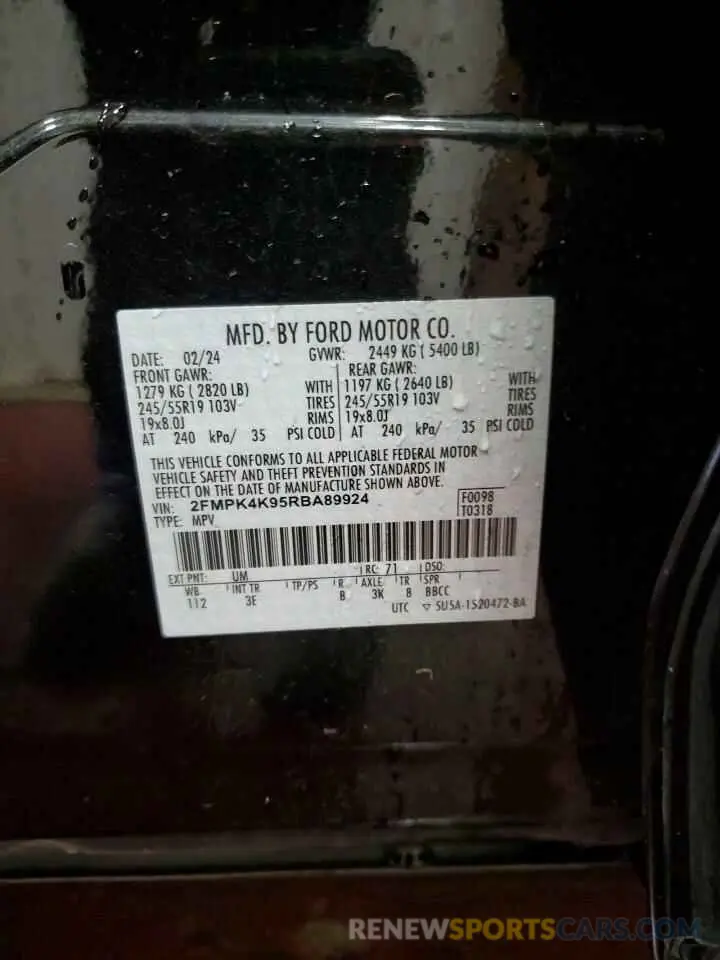 MFD. BY FORD MOTOR CO.
DATE: 02/24 GVWR: 2449 KG ( 5400 LB)
FRONT GAWR: REAR GAWR:
1279 KG ( 2820 LB) WITH 1197 KG ( 2640 LB) WITH
245/55R19 103V TIRES 245/55R19 103V TIRES
19x8.0J RIMS 19x8.0J RIMS
AT 240 kPa/ 35 PSI COLD AT 240 kPa/ 35 PSI COLD
THIS VEHICLE CONFORMS TO ALL APPLICABLE FEDERAL MOTOR
VEHICLE SAFETY AND THEFT PREVENTION STANDARDS IN
EFFECT ON THE DATE OF MANUFACTURE SHOWN ABOVE.
VIN: 2FMPK4K95RBA89924 F0098
TYPE: MPV T0318
EXT PNT: UM RC: 71 DSO:
WB INT TR TP/PS R AXLE TR SPR
112 3E B 3K 8 BBCC
UTC ▽ 5U5A-1520472-BA
RENEWSPORTSCARS.COM